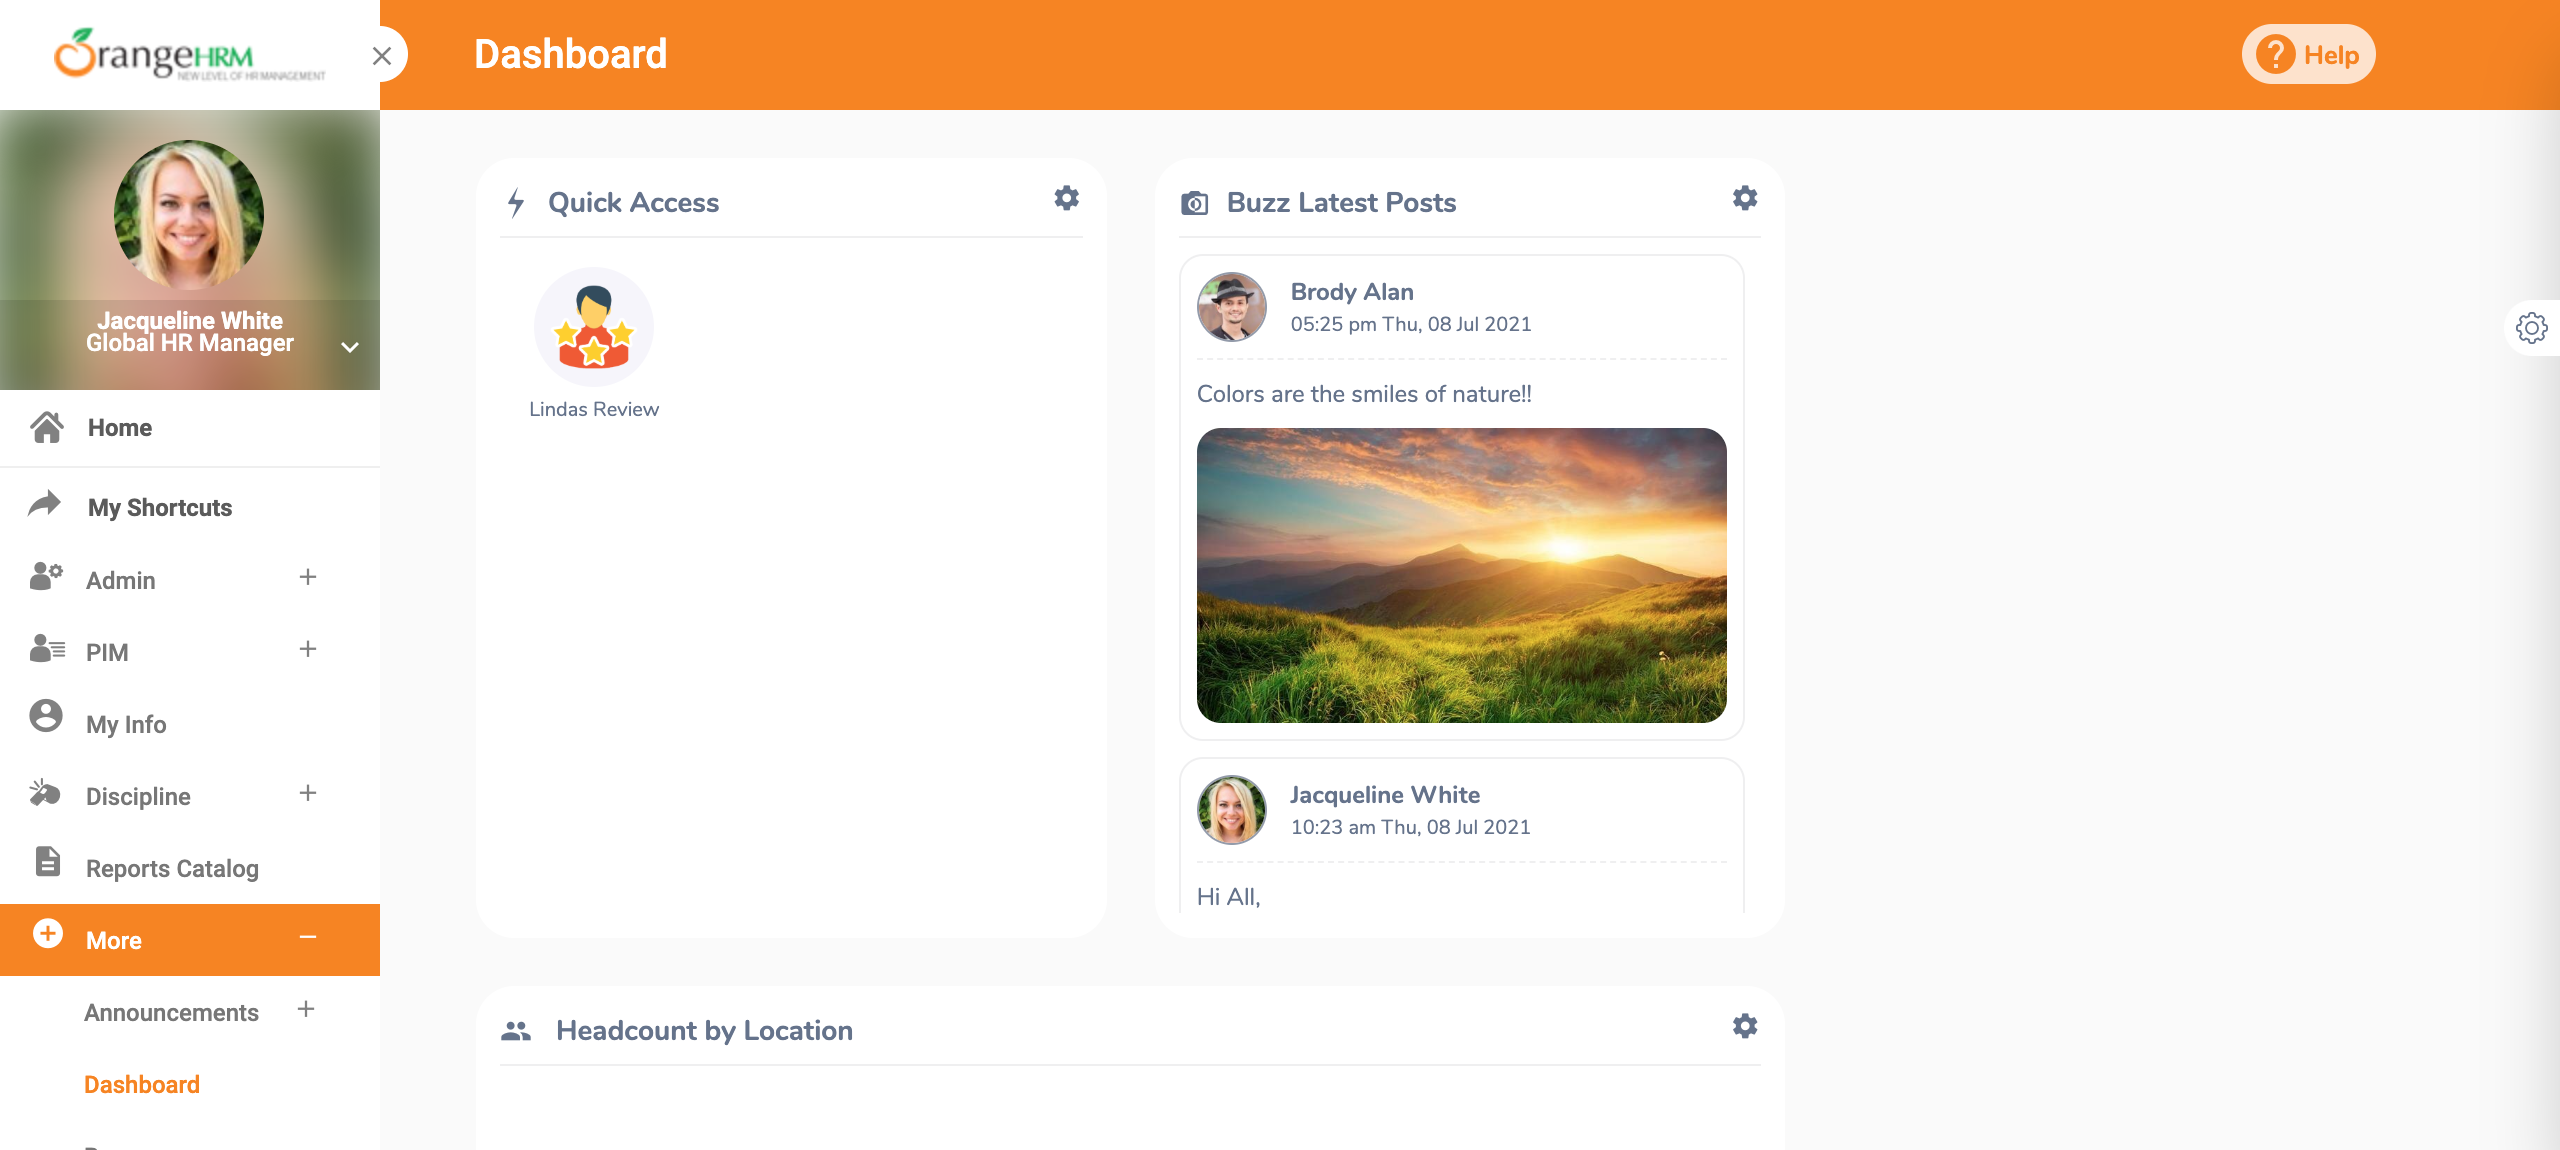 OrangeHRM
NEW LEVEL OF HR MANAGEMENT
Dashboard
Help
Jacqueline White
Global HR Manager
Home
My Shortcuts
Admin
PIM
My Info
Discipline
Reports Catalog
More
Announcements
Dashboard
Quick Access
Lindas Review
Buzz Latest Posts
Brody Alan
05:25 pm Thu, 08 Jul 2021
Colors are the smiles of nature!!
Jacqueline White
10:23 am Thu, 08 Jul 2021
Hi All,
Headcount by Location